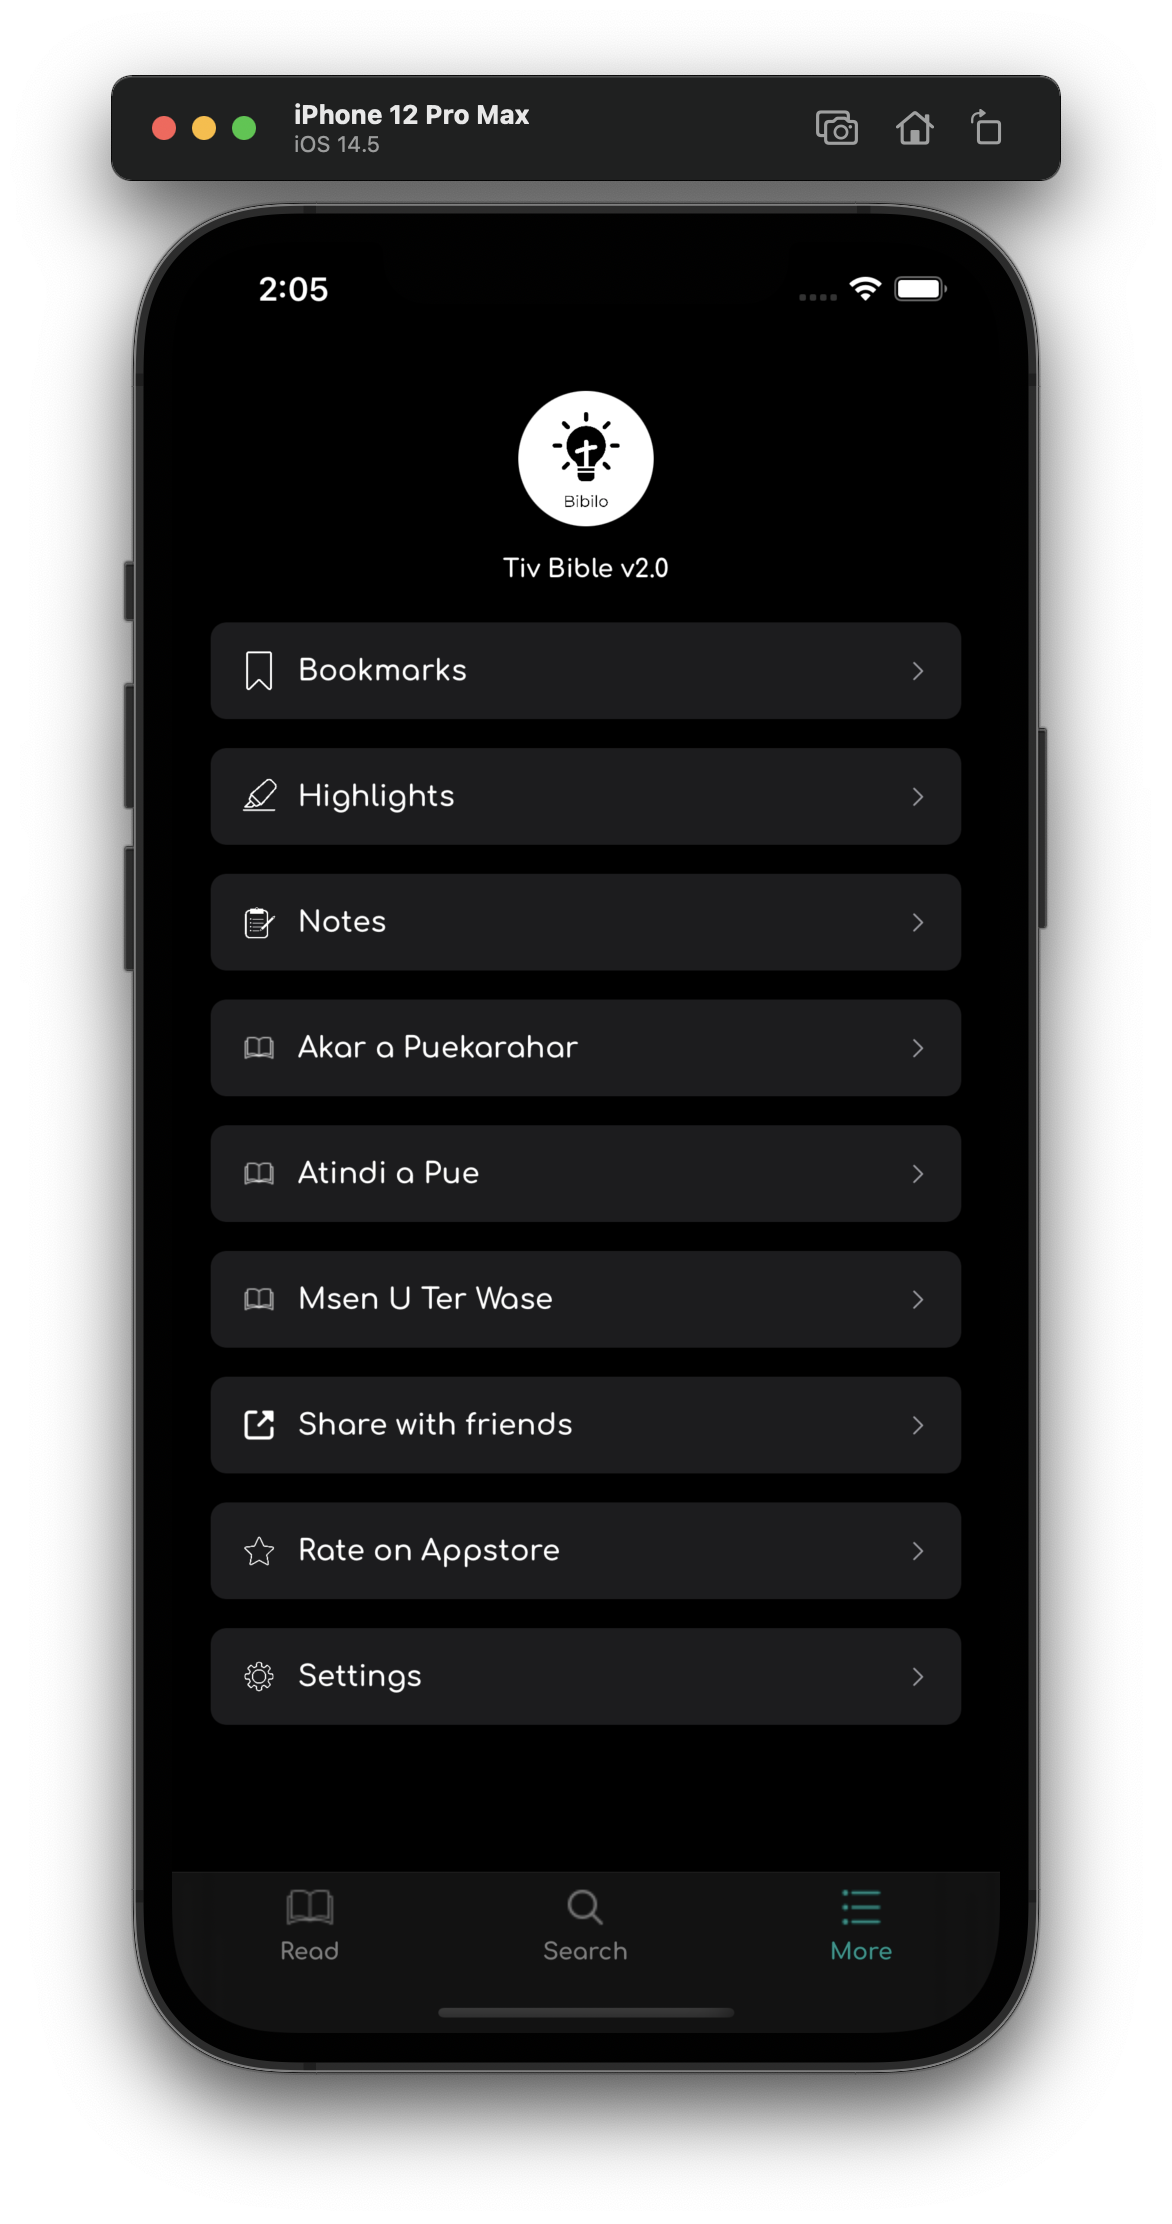 iPhone 12 Pro Max
iOS 14.5
2:05
Bibilo
Tiv Bible v2.0
Bookmarks
Highlights
Notes
Akar a Puekarahar
Atindi a Pue
Msen U Ter Wase
Share with friends
Rate on Appstore
Settings
Read
Search
More